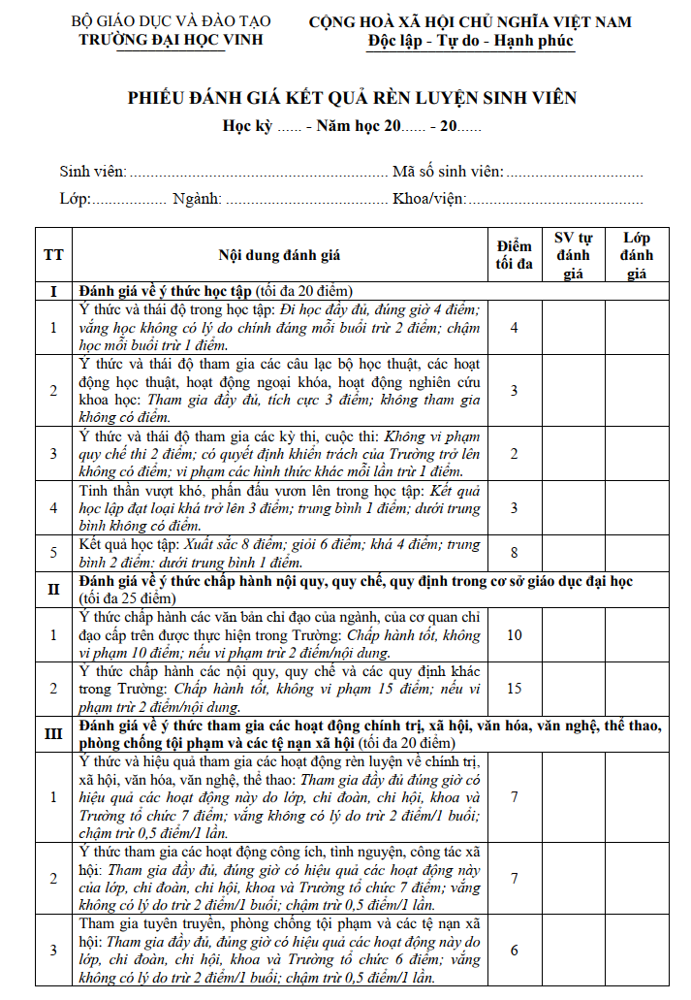 BỘ GIÁO DỤC VÀ ĐÀO TẠO
TRƯỜNG ĐẠI HỌC VINH
CỘNG HOÀ XÃ HỘI CHỦ NGHĨA VIỆT NAM
Độc lập - Tự do - Hạnh phúc
PHIẾU ĐÁNH GIÁ KẾT QUẢ RÈN LUYỆN SINH VIÊN
Học kỳ ...... - Năm học 20...... - 20......
Sinh viên: ........................................................ Mã số sinh viên: ..............................
Lớp:................ Ngành: ................................... Khoa/viện:......................................
TT
Nội dung đánh giá
Điểm
tối đa
SV tự
đánh
giá
Lớp
đánh
giá
I
Đánh giá về ý thức học tập (tối đa 20 điểm)
1
Ý thức và thái độ trong học tập: Đi học đầy đủ, đúng giờ 4 điểm;
vắng học không có lý do chính đáng mỗi buổi trừ 2 điểm; chậm
học mỗi buổi trừ 1 điểm.
4
2
Ý thức và thái độ tham gia các câu lạc bộ học thuật, các hoạt
động học thuật, hoạt động ngoại khóa, hoạt động nghiên cứu
khoa học: Tham gia đầy đủ, tích cực 3 điểm; không tham gia
không có điểm.
3
3
Ý thức và thái độ tham gia các kỳ thi, cuộc thi: Không vi phạm
quy chế thi 2 điểm; có quyết định khiển trách của Trường trở lên
không có điểm; vi phạm các hình thức khác mỗi lần trừ 1 điểm.
2
4
Tinh thần vượt khó, phấn đấu vươn lên trong học tập: Kết quả
học lập đạt loại khá trở lên 3 điểm; trung bình 1 điểm; dưới trung
bình không có điểm.
3
5
Kết quả học tập: Xuất sắc 8 điểm; giỏi 6 điểm; khá 4 điểm; trung
bình 2 điểm: dưới trung bình 1 điểm.
8
II
Đánh giá về ý thức chấp hành nội quy, quy chế, quy định trong cơ sở giáo dục đại học
(tối đa 25 điểm)
1
Ý thức chấp hành các văn bản chỉ đạo của ngành, của cơ quan chỉ
đạo cấp trên được thực hiện trong Trường: Chấp hành tốt, không
vi phạm 10 điểm; nếu vi phạm trừ 2 điểm/nội dung.
10
2
Ý thức chấp hành các nội quy, quy chế và các quy định khác
trong Trường: Chấp hành tốt, không vi phạm 15 điểm; nếu vi
phạm trừ 2 điểm/nội dung.
15
III
Đánh giá về ý thức tham gia các hoạt động chính trị, xã hội, văn hóa, văn nghệ, thể thao,
phòng chống tội phạm và các tệ nạn xã hội (tối đa 20 điểm)
1
Ý thức và hiệu quả tham gia các hoạt động rèn luyện về chính trị,
xã hội, văn hóa, văn nghệ, thể thao: Tham gia đầy đủ đúng giờ có
hiệu quả các hoạt động này do lớp, chi đoàn, chi hội, khoa và
Trường tổ chức 7 điểm; vắng không có lý do trừ 2 điểm/1 buổi;
chậm trừ 0,5 điểm/1 lần.
7
2
Ý thức tham gia các hoạt động công ích, tình nguyện, công tác xã
hội: Tham gia đầy đủ, đúng giờ có hiệu quả các hoạt động này
của lớp, chi đoàn, chi hội, khoa và Trường tổ chức 7 điểm; vắng
không có lý do trừ 2 điểm/1 buổi; chậm trừ 0,5 điểm/1 lần.
7
3
Tham gia tuyên truyền, phòng chống tội phạm và các tệ nạn xã
hội: Tham gia đầy đủ, đúng giờ có hiệu quả các hoạt động này do
lớp, chi đoàn, chi hội, khoa và Trường tổ chức 6 điểm; vắng
không có lý do trừ 2 điểm/1 buổi; chậm trừ 0,5 điểm/1 lần.
6